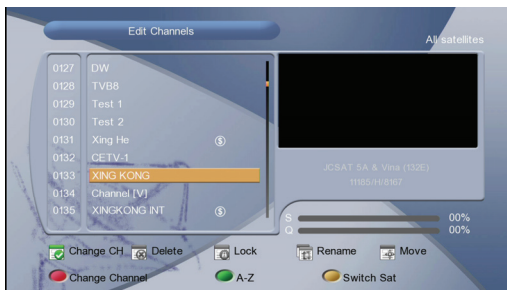 Edit Channels
All satellites
0127 DW
0128 TVB8
0129 Test 1
0130 Test 2
0131 Xing He $
0132 CETV-1
0133 XING KONG
0134 Channel [V]
0135 XINGKONG INT $
JCSAT 5A & Vina (132E)
11185/H/8167
S 00%
Q 00%
Change CH Delete Lock Rename Move
Change Channel A-Z Switch Sat